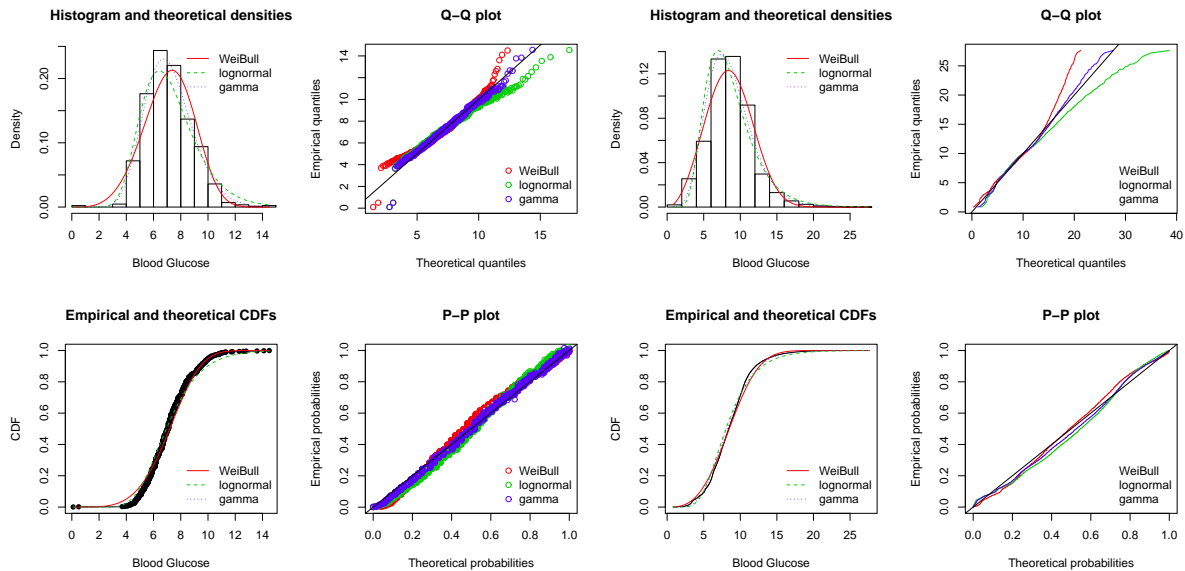 Histogram and theoretical densities
Density
0.00 0.10 0.20
WeiBull
lognormal
gamma
0 2 4 6 8 10 12 14
Blood Glucose
Q−Q plot
Empirical quantiles
0 2 4 6 8 10 12 14
WeiBull
lognormal
gamma
5 10 15
Theoretical quantiles
Histogram and theoretical densities
Density
0.00 0.04 0.08 0.12
WeiBull
lognormal
gamma
0 5 10 15 20 25
Blood Glucose
Q−Q plot
Empirical quantiles
0 5 10 15 20 25
WeiBull
lognormal
gamma
0 10 20 30 40
Theoretical quantiles
Empirical and theoretical CDFs
CDF
0.0 0.2 0.4 0.6 0.8 1.0
WeiBull
lognormal
gamma
0 2 4 6 8 10 12 14
Blood Glucose
P−P plot
Empirical probabilities
0.0 0.2 0.4 0.6 0.8 1.0
WeiBull
lognormal
gamma
0.0 0.2 0.4 0.6 0.8 1.0
Theoretical probabilities
Empirical and theoretical CDFs
CDF
0.0 0.2 0.4 0.6 0.8 1.0
WeiBull
lognormal
gamma
0 5 10 15 20 25
Blood Glucose
P−P plot
Empirical probabilities
0.0 0.2 0.4 0.6 0.8 1.0
WeiBull
lognormal
gamma
0.0 0.2 0.4 0.6 0.8 1.0
Theoretical probabilities